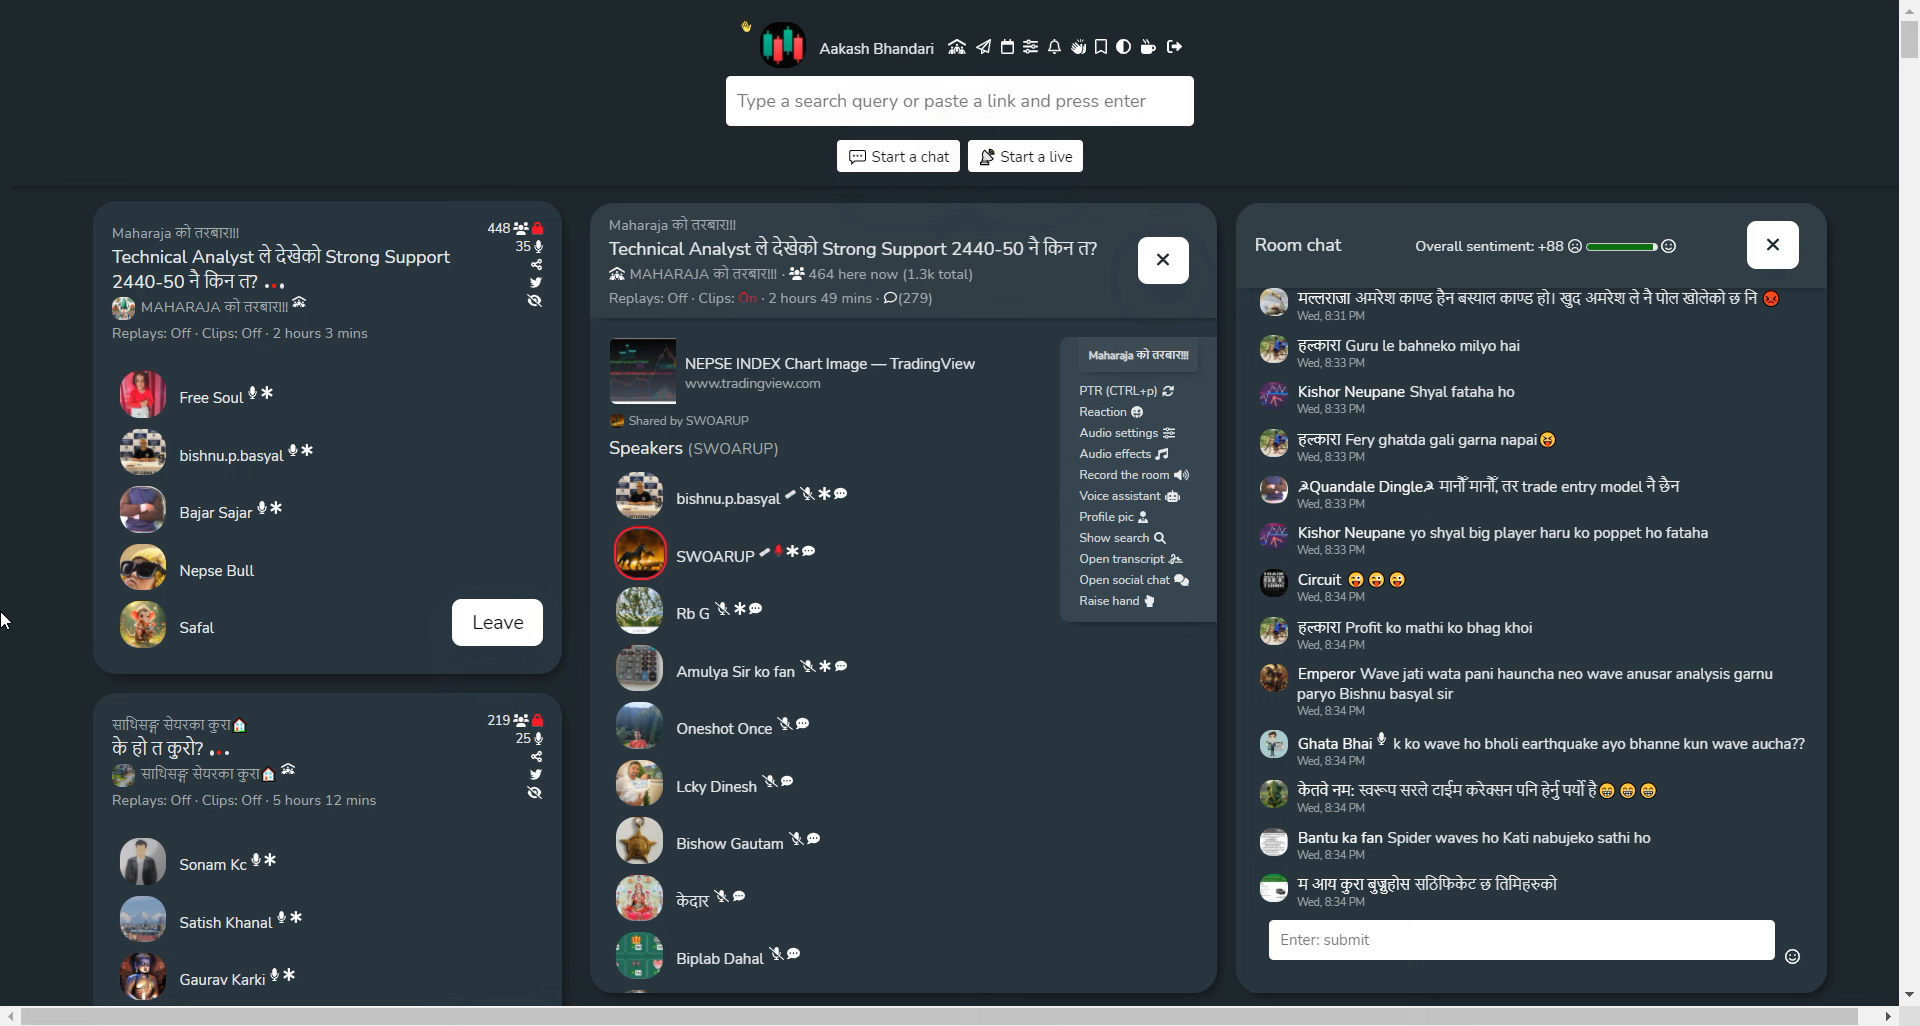 Aakash Bhandari
Type a search query or paste a link and press enter
Start a chat
Start a live
Maharaja को तरबार!!!
448
Technical Analyst ले देखेको Strong Support
35
2440-50 नै किन त? ...
MAHARAJA को तरबार!!!
Replays: Off · Clips: Off · 2 hours 3 mins
Free Soul
bishnu.p.basyal
Bajar Sajar
Nepse Bull
Safal
Leave
साथिसङ्ग सेयरका कुरा
219
के हो त कुरो? ...
25
साथिसङ्ग सेयरका कुरा
Replays: Off · Clips: Off · 5 hours 12 mins
Sonam Kc
Satish Khanal
Gaurav Karki
Maharaja को तरबार!!!
Technical Analyst ले देखेको Strong Support 2440-50 नै किन त?
MAHARAJA को तरबार!!! · 464 here now (1.3k total)
Replays: Off · Clips: On · 2 hours 49 mins · (279)
NEPSE INDEX Chart Image — TradingView
www.tradingview.com
Shared by SWOARUP
Speakers (SWOARUP)
bishnu.p.basyal
SWOARUP
Rb G
Amulya Sir ko fan
Oneshot Once
Lcky Dinesh
Bishow Gautam
केदार
Biplab Dahal
Maharaja को तरबार!!!
PTR (CTRL+p)
Reaction
Audio settings
Audio effects
Record the room
Voice assistant
Profile pic
Show search
Open transcript
Open social chat
Raise hand
Room chat
Overall sentiment: +88
मल्लराजा अमरेश काण्ड हैन बस्याल काण्ड हो। खुद अमरेश ले नै पोल खोलेको छ नि 😡
Wed, 8:31 PM
हल्कारा Guru le bahneko milyo hai
Wed, 8:33 PM
Kishor Neupane Shyal fataha ho
Wed, 8:33 PM
हल्कारा Fery ghatda gali garna napai😝
Wed, 8:33 PM
Quandale Dingle मानौँ मानौँ, तर trade entry model नै छैन
Wed, 8:33 PM
Kishor Neupane yo shyal big player haru ko poppet ho fataha
Wed, 8:33 PM
Circuit 😜 😜 😜
Wed, 8:34 PM
हल्कारा Profit ko mathi ko bhag khoi
Wed, 8:34 PM
Emperor Wave jati wata pani hauncha neo wave anusar analysis garnu
paryo Bishnu basyal sir
Wed, 8:34 PM
Ghata Bhai k ko wave ho bholi earthquake ayo bhanne kun wave aucha??
Wed, 8:34 PM
केतवे नम: स्वरूप सरले टाईम करेक्सन पनि हेर्नु पर्यो है😁 😁 😁
Wed, 8:34 PM
Bantu ka fan Spider waves ho Kati nabujeko sathi ho
Wed, 8:34 PM
म आय कुरा बुज्नुहोस सठिफिकेट छ तिमिहरुको
Wed, 8:34 PM
Enter: submit